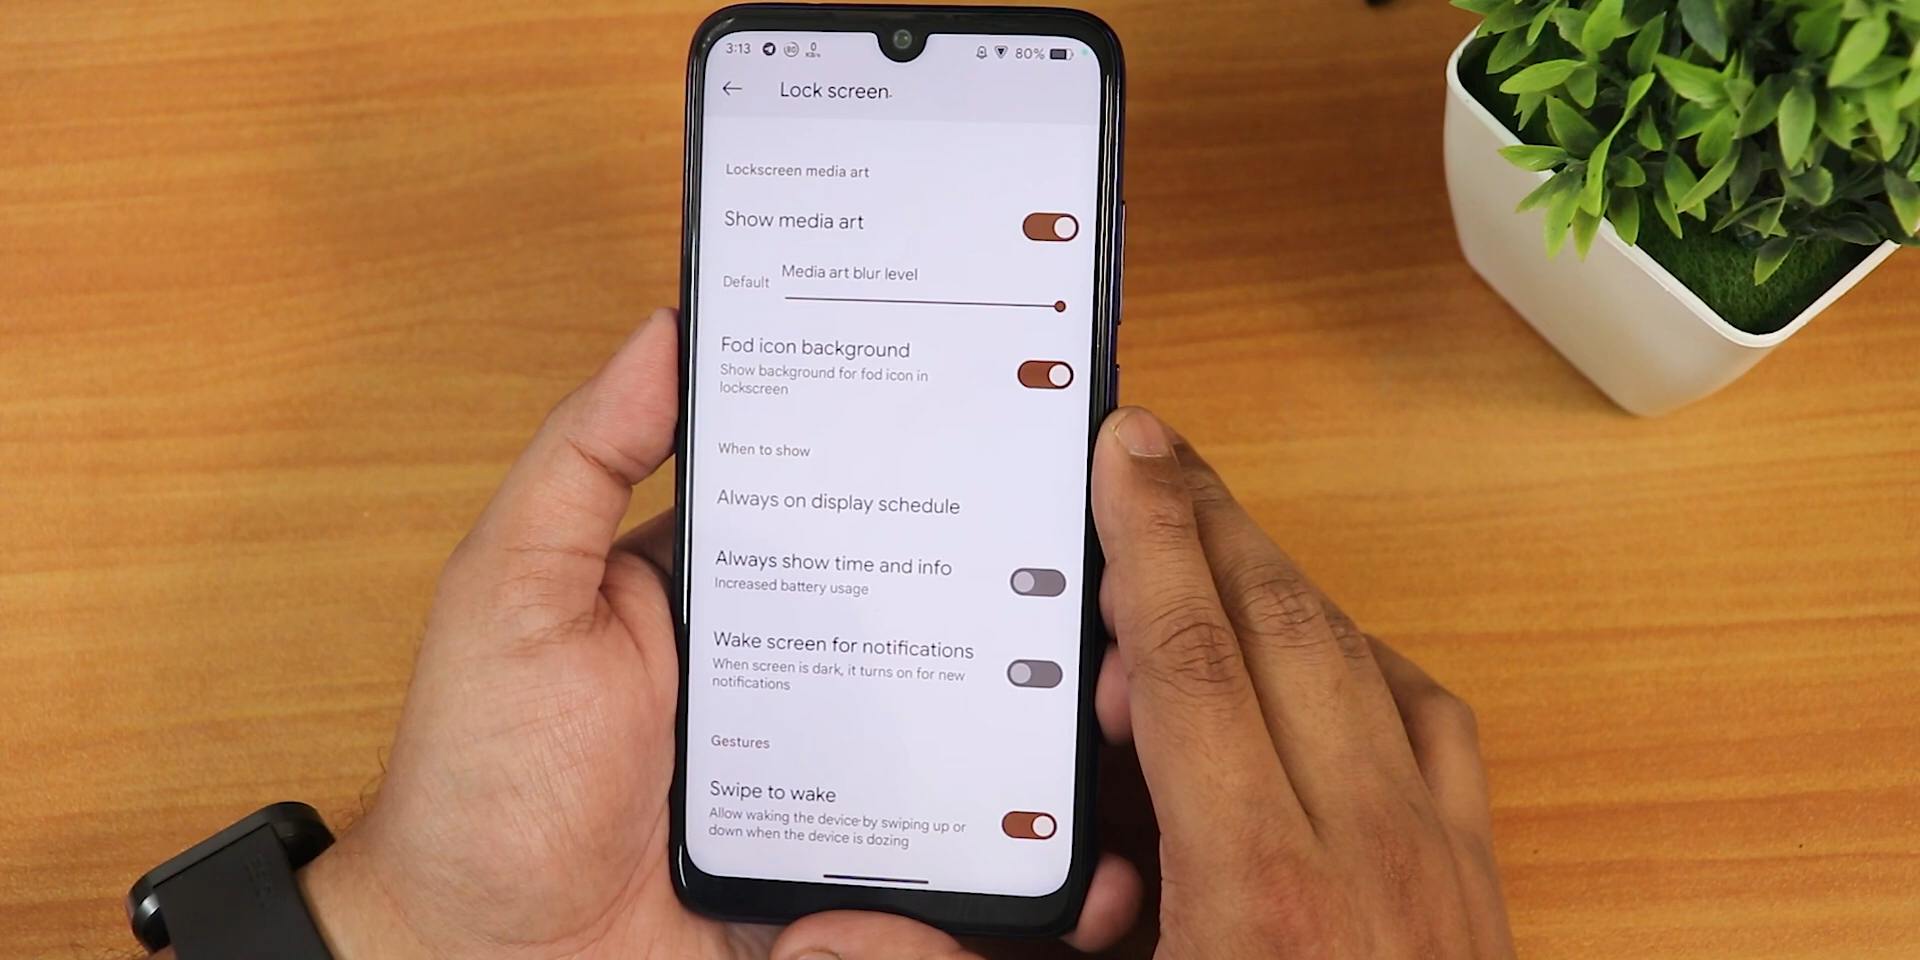 3:13 80 0 KB/s 80%
Lock screen
Lockscreen media art
Show media art
Media art blur level
Default
Fod icon background
Show background for fod icon in
lockscreen
When to show
Always on display schedule
Always show time and info
Increased battery usage
Wake screen for notifications
When screen is dark, it turns on for new
notifications
Gestures
Swipe to wake
Allow waking the device by swiping up or
down when the device is dozing